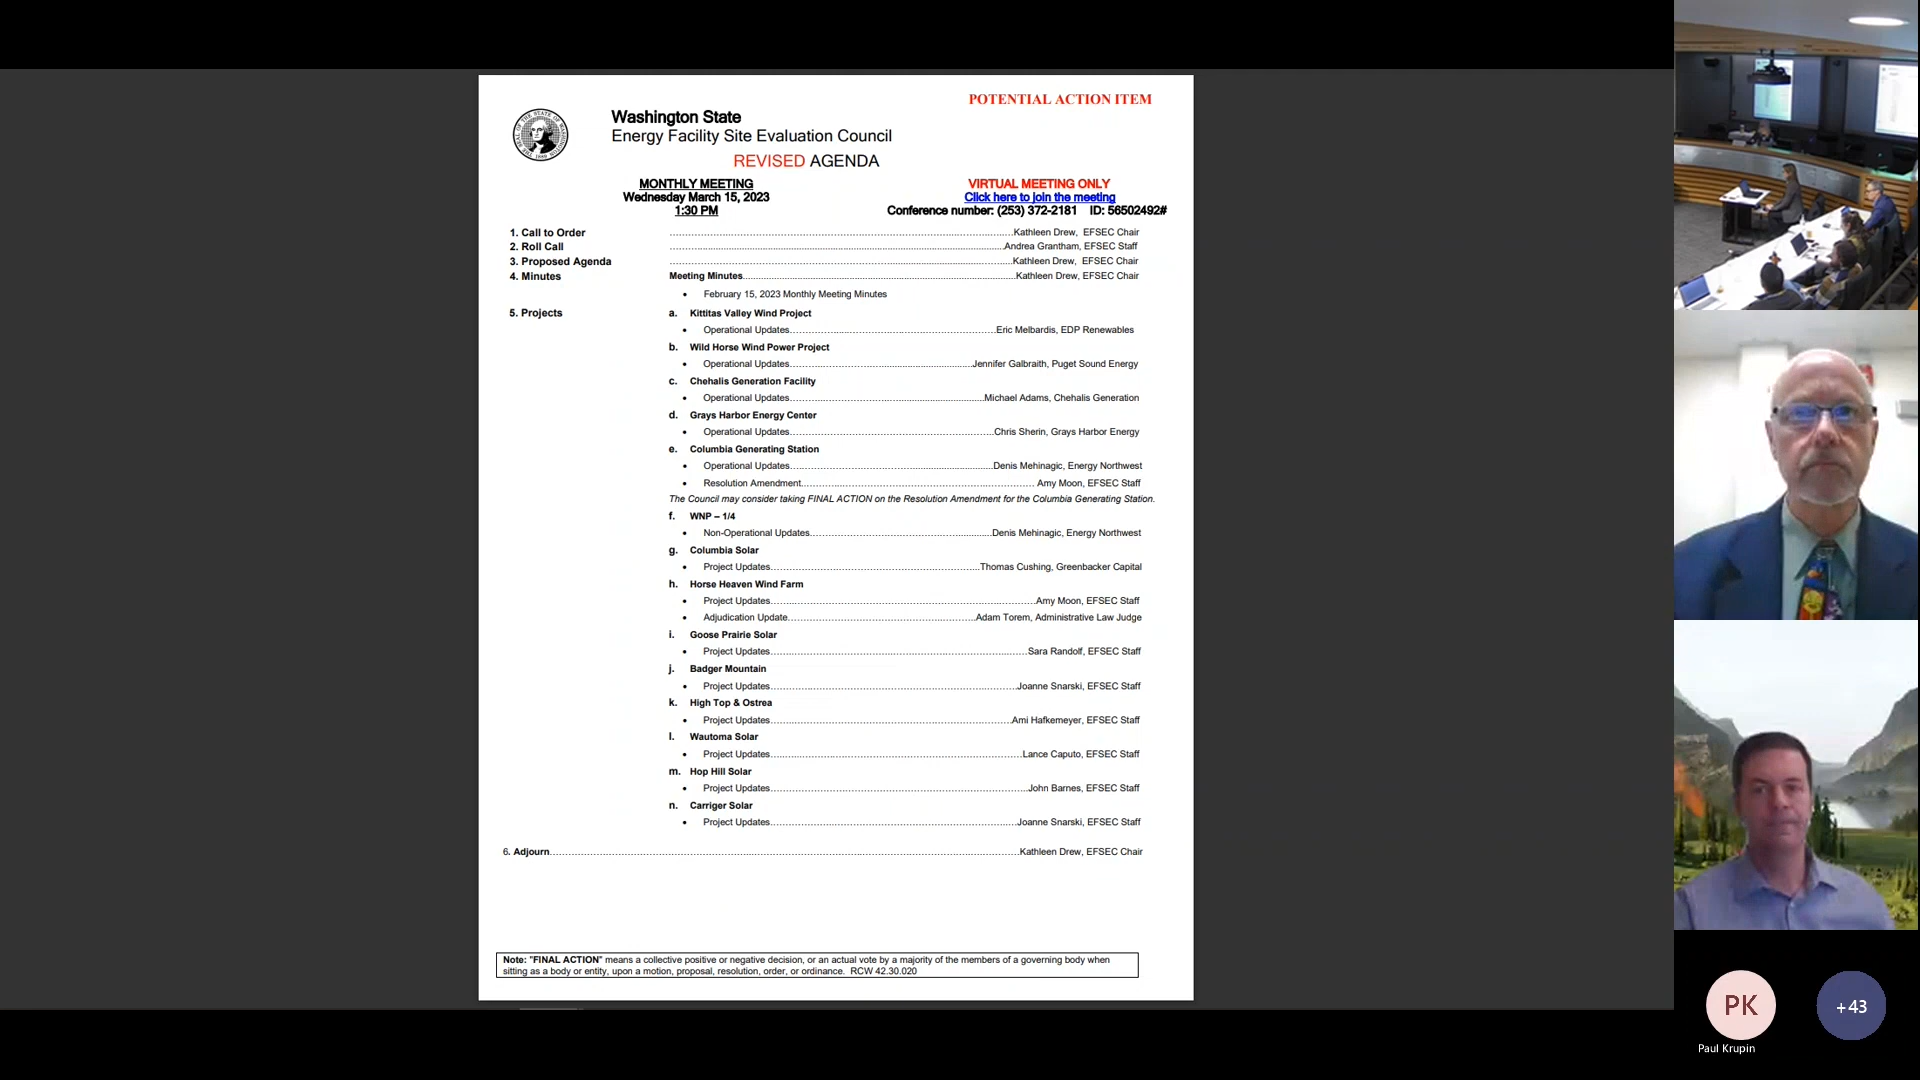 POTENTIAL ACTION ITEM
Washington State
Energy Facility Site Evaluation Council
REVISED AGENDA
MONTHLY MEETING
Wednesday March 15, 2023
1:30 PM
VIRTUAL MEETING ONLY
Click here to join the meeting
Conference number: (253) 372-2181 ID: 56502492#
1. Call to Order ....Kathleen Drew, EFSEC Chair
2. Roll Call ....Andrea Grantham, EFSEC Staff
3. Proposed Agenda ....Kathleen Drew, EFSEC Chair
4. Minutes Meeting Minutes....Kathleen Drew, EFSEC Chair
• February 15, 2023 Monthly Meeting Minutes
5. Projects a. Kittitas Valley Wind Project
• Operational Updates....Eric Melbardis, EDP Renewables
b. Wild Horse Wind Power Project
• Operational Updates....Jennifer Galbraith, Puget Sound Energy
c. Chehalis Generation Facility
• Operational Updates....Michael Adams, Chehalis Generation
d. Grays Harbor Energy Center
• Operational Updates....Chris Sherin, Grays Harbor Energy
e. Columbia Generating Station
• Operational Updates....Denis Mehinagic, Energy Northwest
• Resolution Amendment.... Amy Moon, EFSEC Staff
The Council may consider taking FINAL ACTION on the Resolution Amendment for the Columbia Generating Station.
f. WNP – 1/4
• Non-Operational Updates....Denis Mehinagic, Energy Northwest
g. Columbia Solar
• Project Updates....Thomas Cushing, Greenbacker Capital
h. Horse Heaven Wind Farm
• Project Updates....Amy Moon, EFSEC Staff
• Adjudication Update....Adam Torem, Administrative Law Judge
i. Goose Prairie Solar
• Project Updates....Sara Randolf, EFSEC Staff
j. Badger Mountain
• Project Updates....Joanne Snarski, EFSEC Staff
k. High Top & Ostrea
• Project Updates....Ami Hafkemeyer, EFSEC Staff
l. Wautoma Solar
• Project Updates....Lance Caputo, EFSEC Staff
m. Hop Hill Solar
• Project Updates....John Barnes, EFSEC Staff
n. Carriger Solar
• Project Updates....Joanne Snarski, EFSEC Staff
6. Adjourn....Kathleen Drew, EFSEC Chair
Note: "FINAL ACTION" means a collective positive or negative decision, or an actual vote by a majority of the members of a governing body when
sitting as a body or entity, upon a motion, proposal, resolution, order, or ordinance. RCW 42.30.020
PK
+43
Paul Krupin